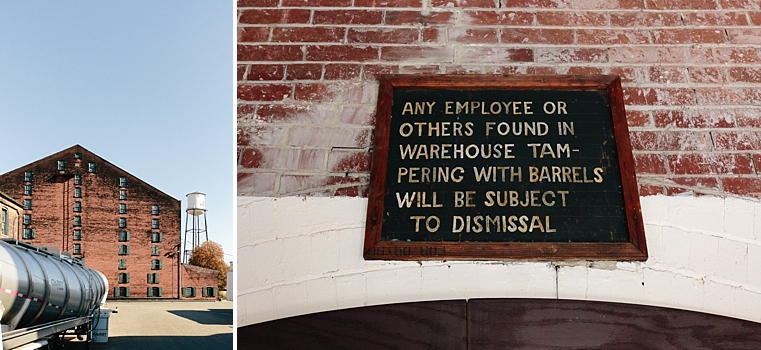 ANY EMPLOYEE OR
OTHERS FOUND IN
WAREHOUSE TAM-
PERING WITH BARRELS
WILL BE SUBJECT
TO DISMISSAL